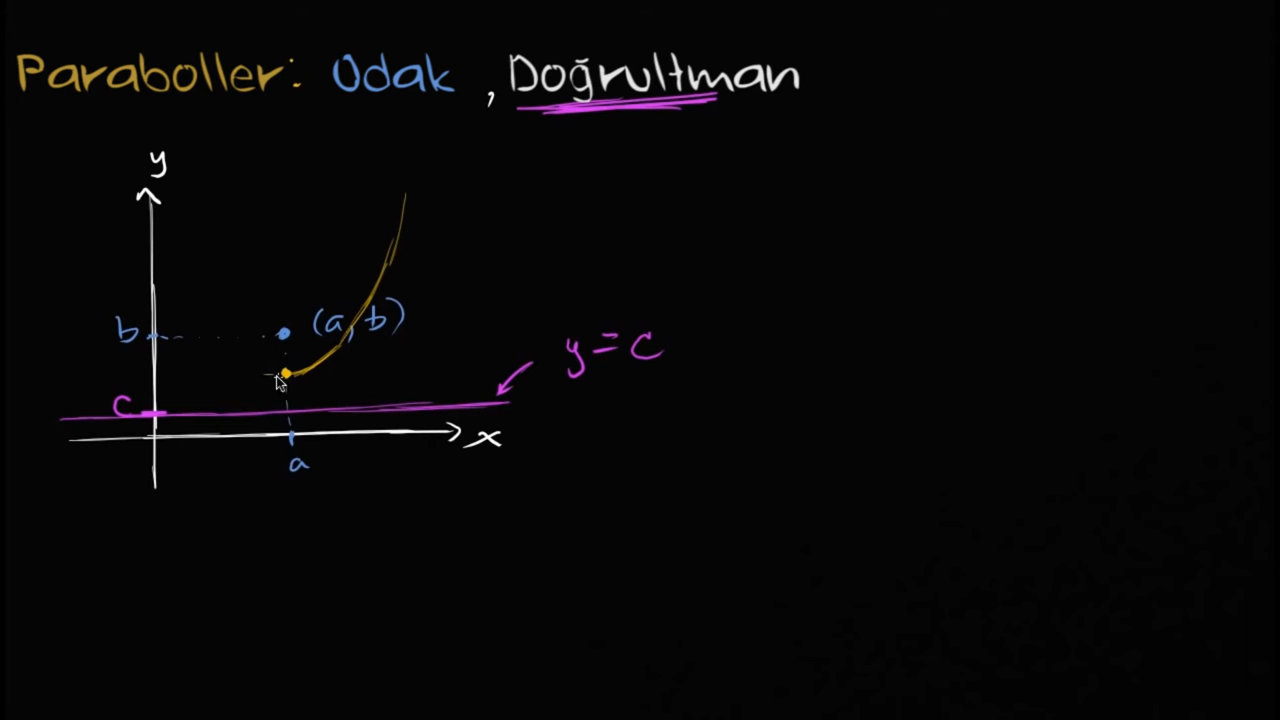 Paraboller: Odak, Doğrultman
y
b
(a, b)
y = c
c
x
a